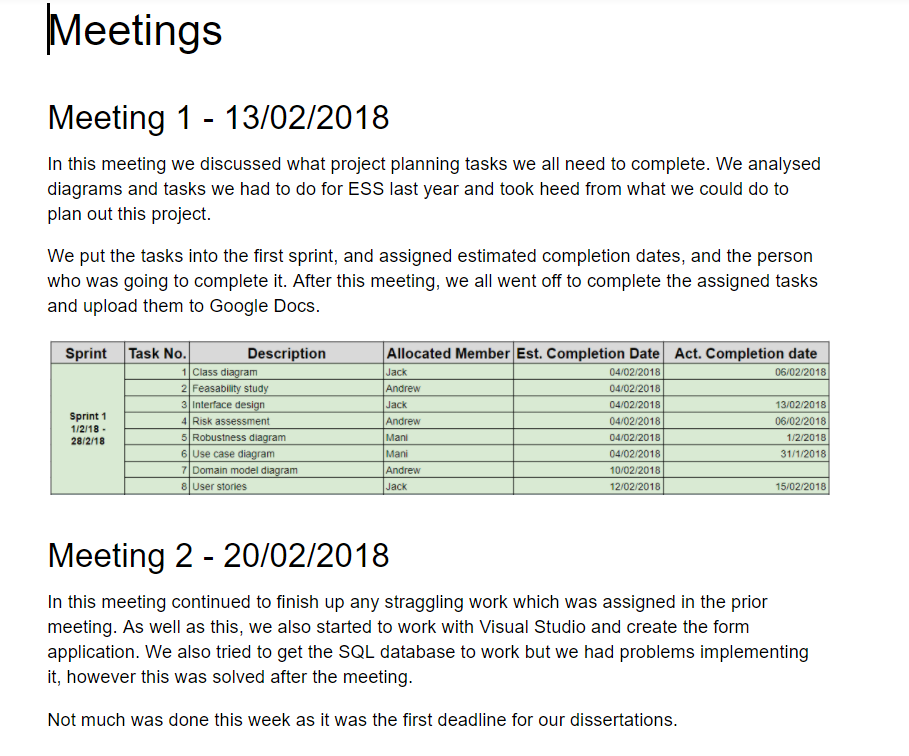 Meetings
Meeting 1 - 13/02/2018
In this meeting we discussed what project planning tasks we all need to complete. We analysed
diagrams and tasks we had to do for ESS last year and took heed from what we could do to
plan out this project.
We put the tasks into the first sprint, and assigned estimated completion dates, and the person
who was going to complete it. After this meeting, we all went off to complete the assigned tasks
and upload them to Google Docs.
Sprint Task No. Description Allocated Member Est. Completion Date Act. Completion date
Sprint 1
1/2/18 -
28/2/18
1 Class diagram Jack 04/02/2018 06/02/2018
2 Feasability study Andrew 04/02/2018
3 Interface design Jack 04/02/2018 13/02/2018
4 Risk assessment Andrew 04/02/2018 06/02/2018
5 Robustness diagram Mani 04/02/2018 1/2/2018
6 Use case diagram Mani 04/02/2018 31/1/2018
7 Domain model diagram Andrew 10/02/2018
8 User stories Jack 12/02/2018 15/02/2018
Meeting 2 - 20/02/2018
In this meeting continued to finish up any straggling work which was assigned in the prior
meeting. As well as this, we also started to work with Visual Studio and create the form
application. We also tried to get the SQL database to work but we had problems implementing
it, however this was solved after the meeting.
Not much was done this week as it was the first deadline for our dissertations.